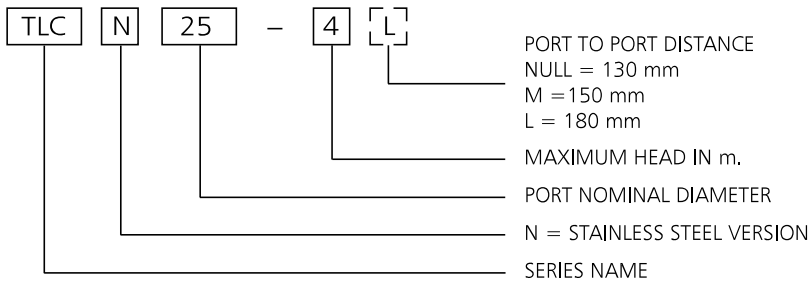 TLC N 25 – 4 L
PORT TO PORT DISTANCE
NULL = 130 mm
M =150 mm
L = 180 mm
MAXIMUM HEAD IN m.
PORT NOMINAL DIAMETER
N = STAINLESS STEEL VERSION
SERIES NAME